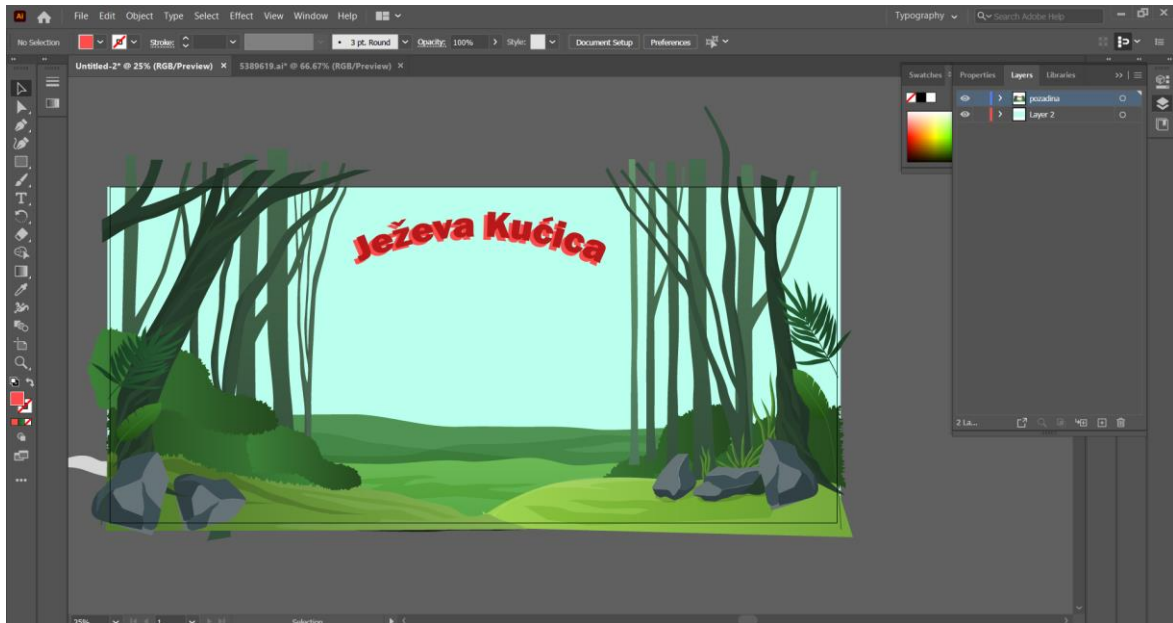 Ai File Edit Object Type Select Effect View Window Help Typography Search Adobe Help
No Selection Stroke: 3 pt. Round Opacity: 100% Style: Document Setup Preferences
Untitled-2* @ 25% (RGB/Preview) × 5389619.ai* @ 66.67% (RGB/Preview) ×
Swatches Properties Layers Libraries
pozadina
Layer 2
Ježeva Kućica
2 La...
25% 1 Selection